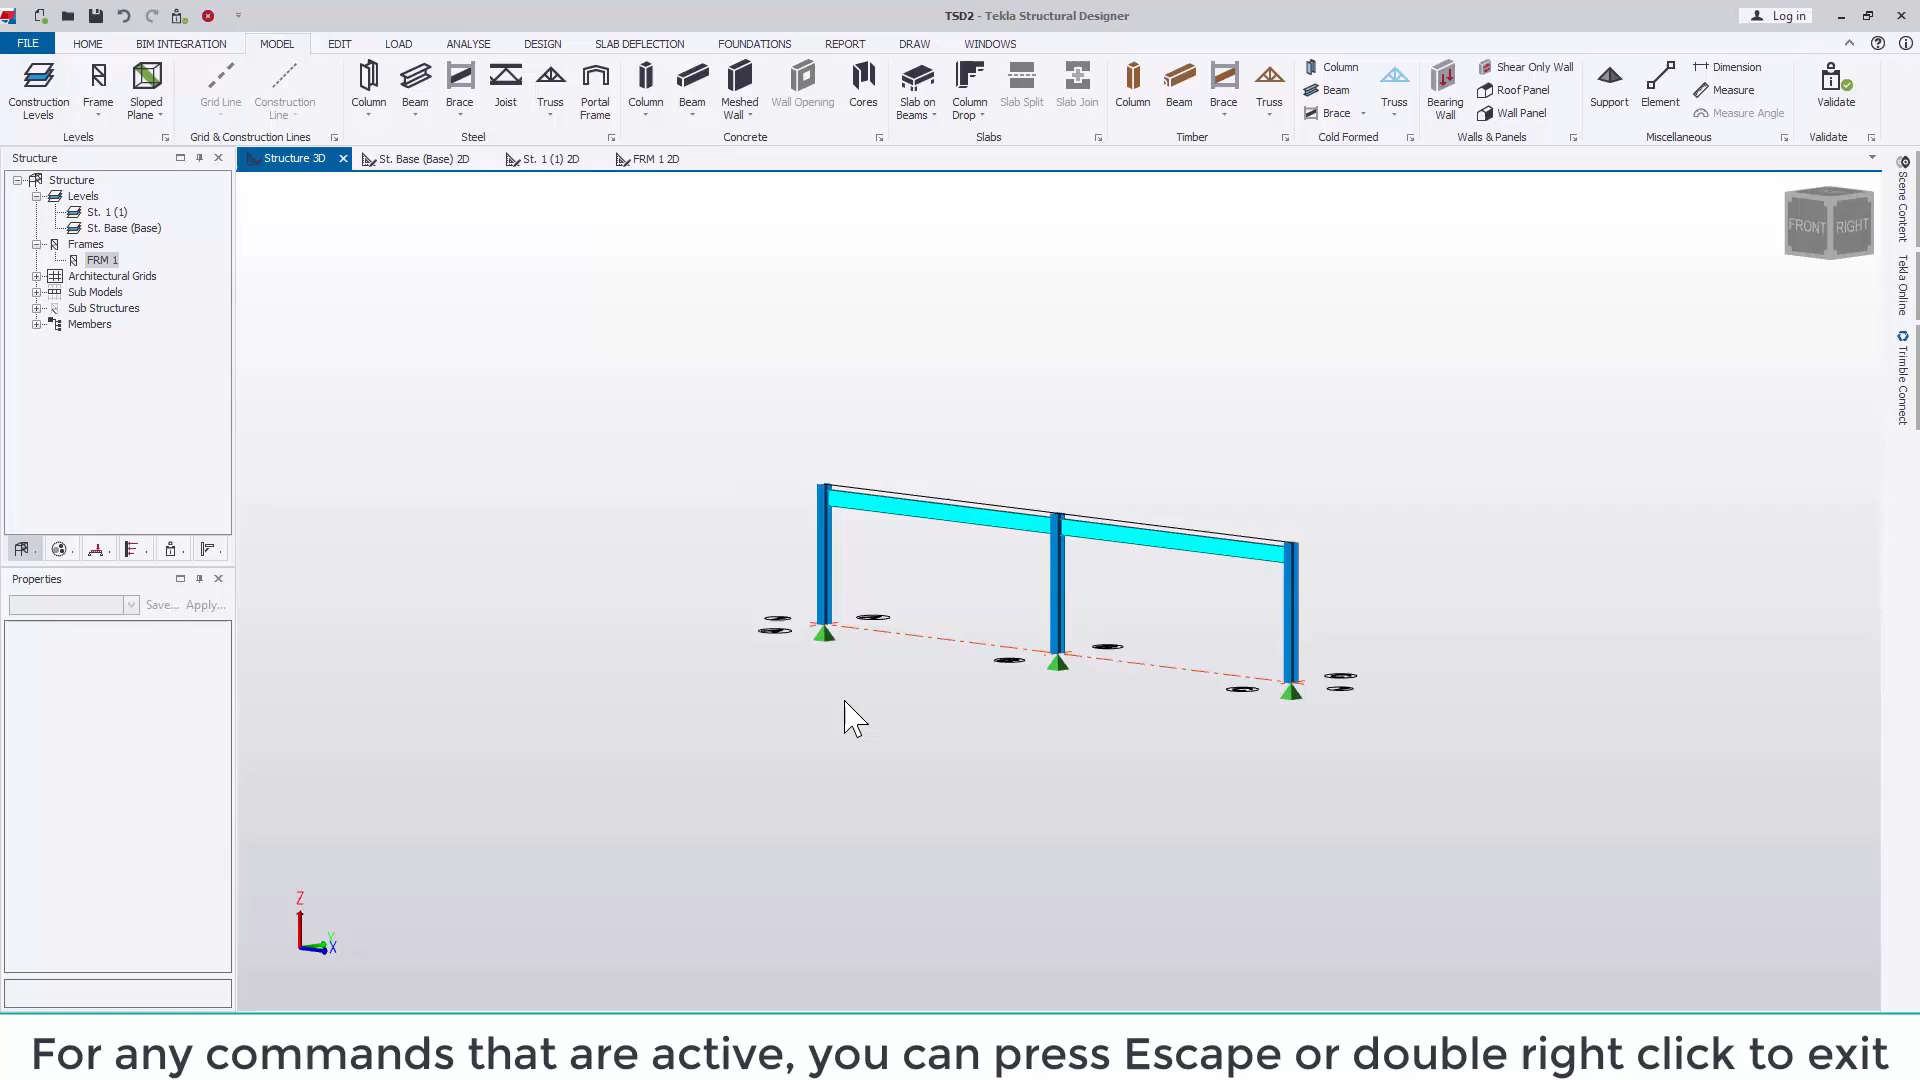 TSD2 - Tekla Structural Designer
Log in
FILE HOME BIM INTEGRATION MODEL EDIT LOAD ANALYSE DESIGN SLAB DEFLECTION FOUNDATIONS REPORT DRAW WINDOWS
Construction Levels
Frame
Sloped Plane
Levels
Grid Line
Construction Line
Grid & Construction Lines
Column
Beam
Brace
Joist
Truss
Portal Frame
Steel
Column
Beam
Meshed Wall
Wall Opening
Cores
Concrete
Slab on Beams
Column Drop
Slab Split
Slab Join
Slabs
Column
Beam
Brace
Truss
Timber
Column
Beam
Brace
Truss
Cold Formed
Bearing Wall
Shear Only Wall
Roof Panel
Wall Panel
Walls & Panels
Support
Element
Dimension
Measure
Measure Angle
Miscellaneous
Validate
Validate
Structure
Structure 3D
St. Base (Base) 2D
St. 1 (1) 2D
FRM 1 2D
Structure
Levels
St. 1 (1)
St. Base (Base)
Frames
FRM 1
Architectural Grids
Sub Models
Sub Structures
Members
Properties
Save... Apply...
FRONT RIGHT
Scene Content
Tekla Online
Trimble Connect
Z
Y
X
For any commands that are active, you can press Escape or double right click to exit